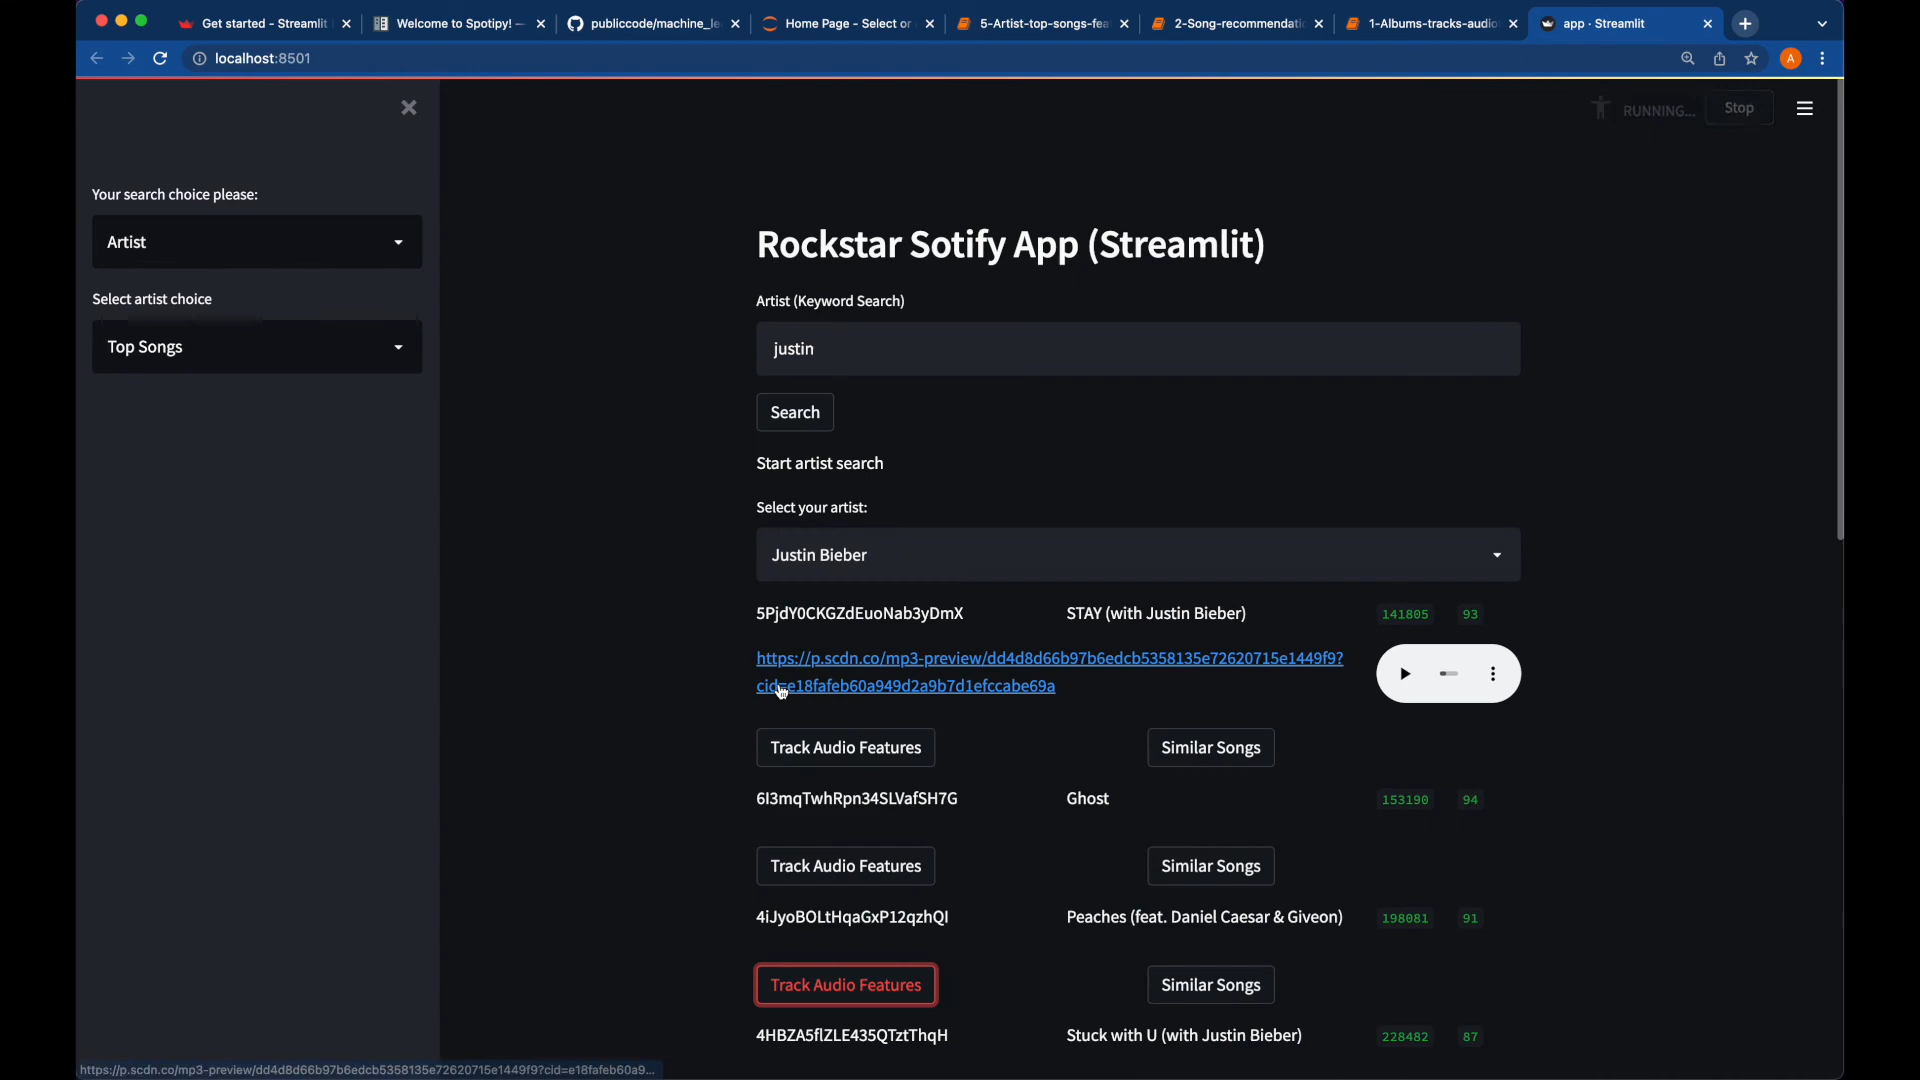 Get started - Streamlit
Welcome to Spotipy! —
publiccode/machine_le
Home Page - Select or
5-Artist-top-songs-fea
2-Song-recommendati
1-Albums-tracks-audio
app · Streamlit
localhost:8501
A
RUNNING...
Stop
Your search choice please:
Artist
Select artist choice
Top Songs
Rockstar Sotify App (Streamlit)
Artist (Keyword Search)
justin
Search
Start artist search
Select your artist:
Justin Bieber
5PjdY0CKGZdEuoNab3yDmX STAY (with Justin Bieber) 141805 93
https://p.scdn.co/mp3-preview/dd4d8d66b97b6edcb5358135e72620715e1449f9?
cid=e18fafeb60a949d2a9b7d1efccabe69a
Track Audio Features Similar Songs
6I3mqTwhRpn34SLVafSH7G Ghost 153190 94
Track Audio Features Similar Songs
4iJyoBOLtHqaGxP12qzhQI Peaches (feat. Daniel Caesar & Giveon) 198081 91
Track Audio Features Similar Songs
4HBZA5flZLE435QTztThqH Stuck with U (with Justin Bieber) 228482 87
https://p.scdn.co/mp3-preview/dd4d8d66b97b6edcb5358135e72620715e1449f9?cid=e18fafeb60a9...